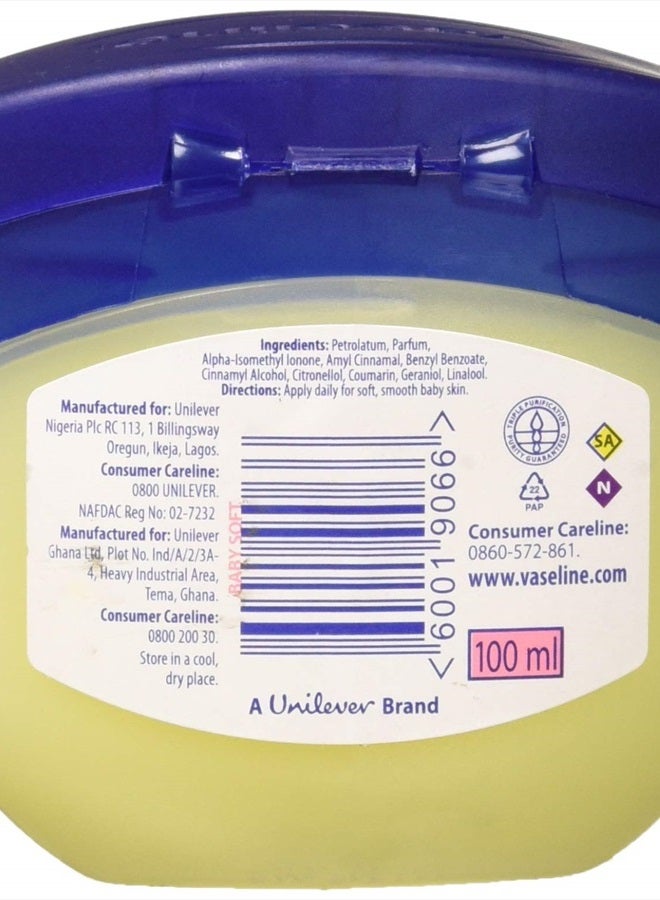 Ingredients: Petrolatum, Parfum,
Alpha-Isomethyl Ionone, Amyl Cinnamal, Benzyl Benzoate,
Cinnamyl Alcohol, Citronellol, Coumarin, Geraniol, Linalool.
Directions: Apply daily for soft, smooth baby skin.
Manufactured for: Unilever
Nigeria Plc RC 113, 1 Billingsway
Oregun, Ikeja, Lagos.
Consumer Careline:
0800 UNILEVER.
NAFDAC Reg No: 02-7232
Manufactured for: Unilever
Ghana Ltd, Plot No. Ind/A/2/3A-
4, Heavy Industrial Area,
Tema, Ghana.
Consumer Careline:
0800 200 30.
Store in a cool,
dry place.
BABY SOFT
< 6001 9066 >
TRIPLE PURIFICATION
PURITY GUARANTEED
SA
22
PAP
N
Consumer Careline:
0860-572-861.
www.vaseline.com
100 ml
A Unilever Brand